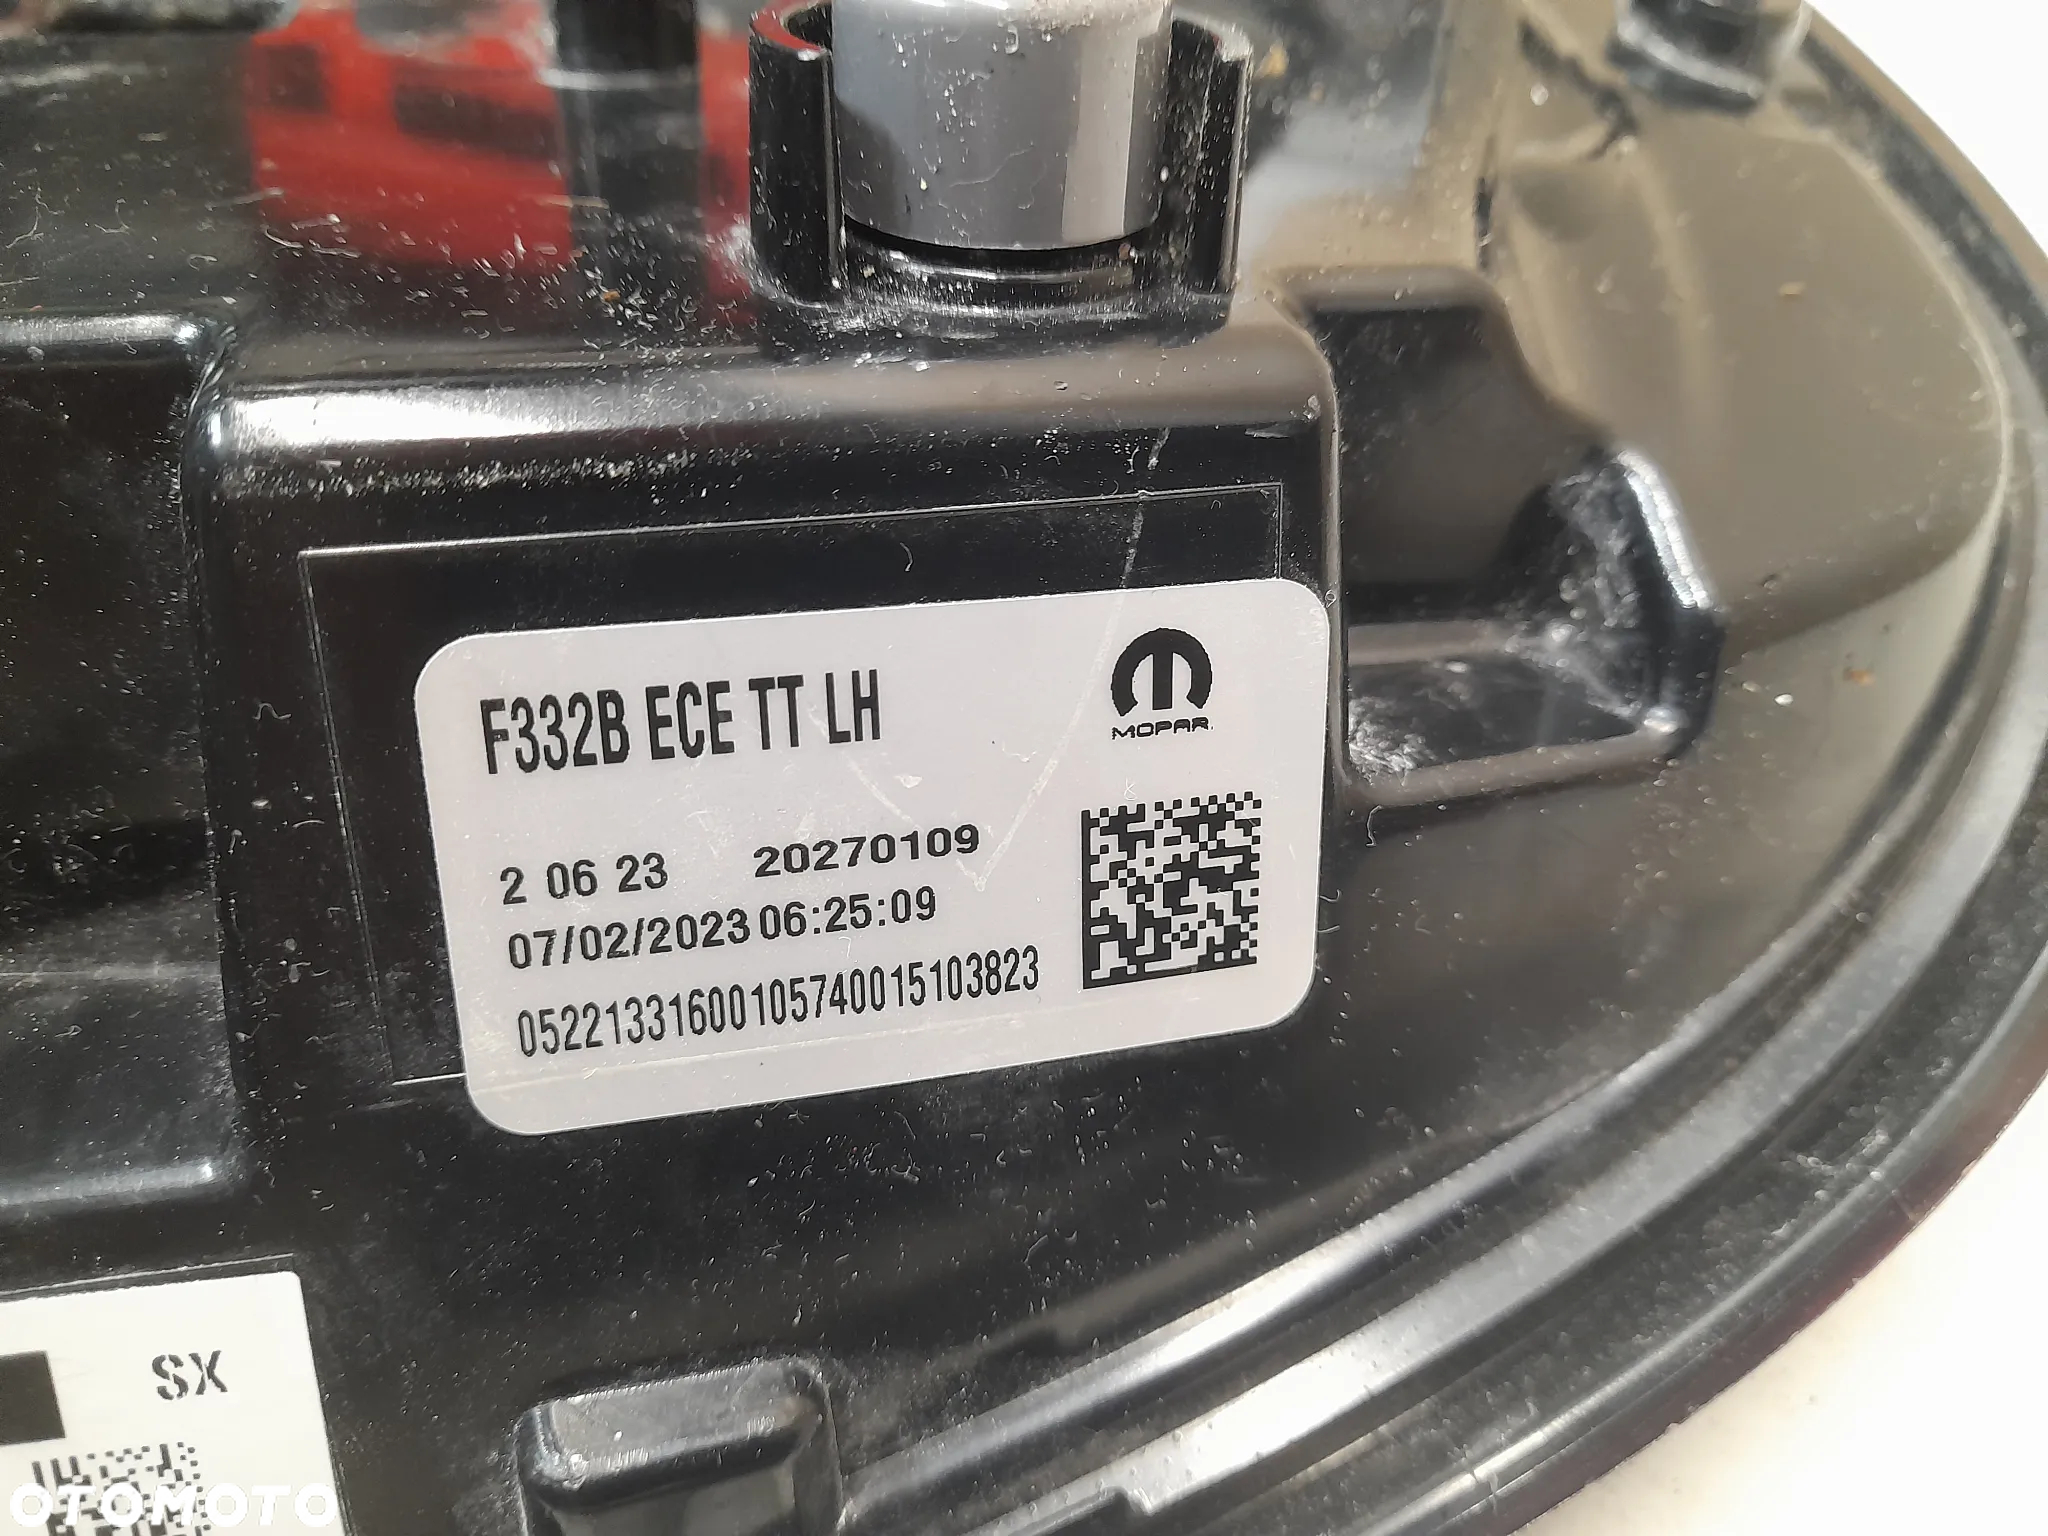 F332B ECE TT LH
MOPAR
2 06 23 20270109
07/02/2023 06:25:09
05221331600105740015103823
SX
OTOMOTO